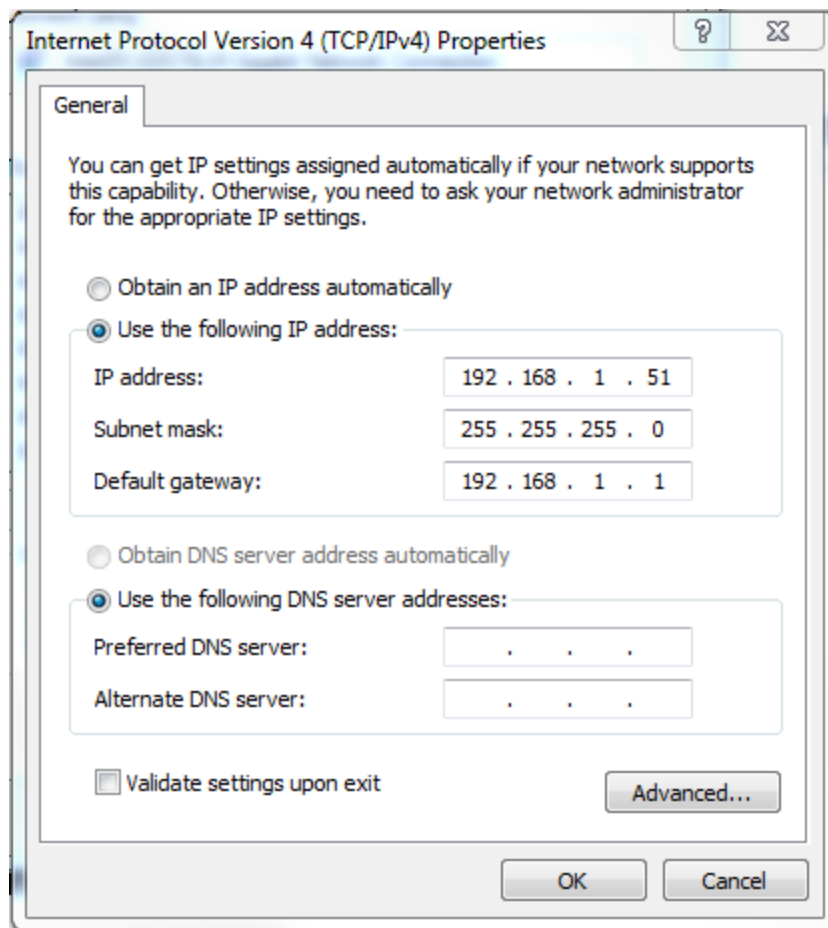 Internet Protocol Version 4 (TCP/IPv4) Properties
General
You can get IP settings assigned automatically if your network supports
this capability. Otherwise, you need to ask your network administrator
for the appropriate IP settings.
Obtain an IP address automatically
Use the following IP address:
IP address: 192 . 168 . 1 . 51
Subnet mask: 255 . 255 . 255 . 0
Default gateway: 192 . 168 . 1 . 1
Obtain DNS server address automatically
Use the following DNS server addresses:
Preferred DNS server: . . .
Alternate DNS server: . . .
Validate settings upon exit
Advanced...
OK Cancel